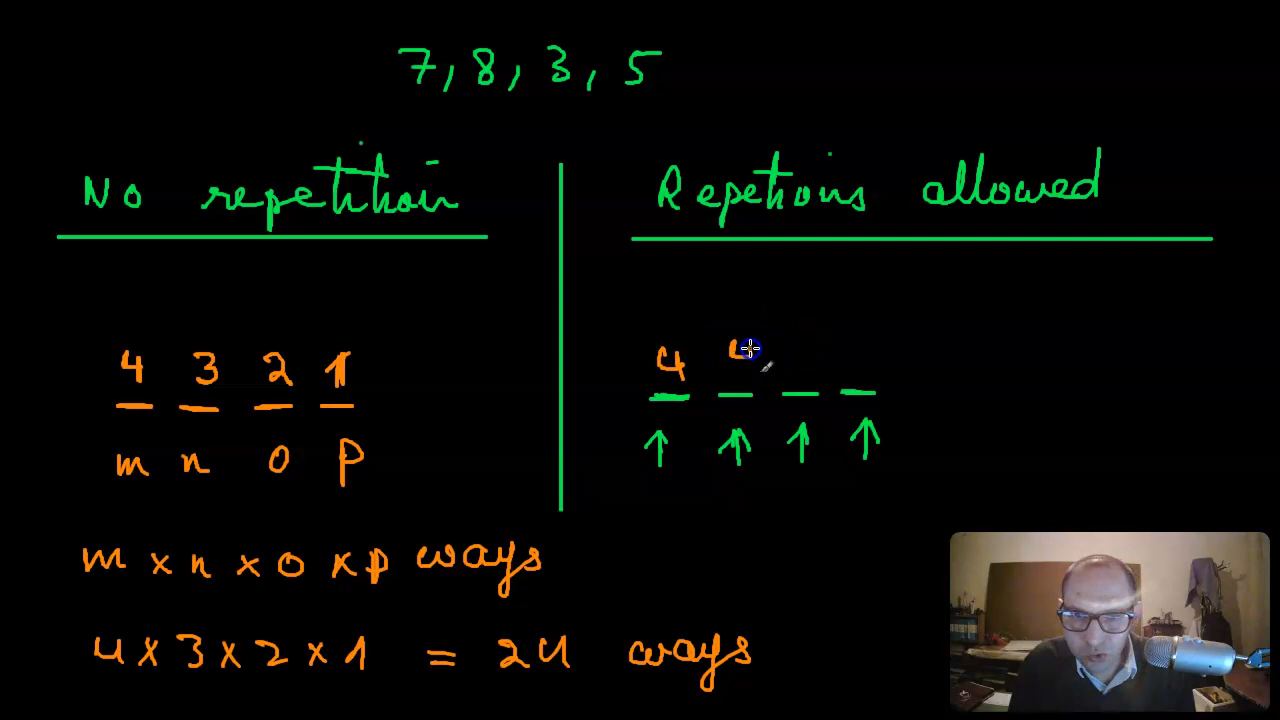 7, 8, 3, 5
No repetition
Repetions allowed
4 3 2 1
m n o p
4 4
m x n x o x p ways
4 x 3 x 2 x 1 = 24 ways